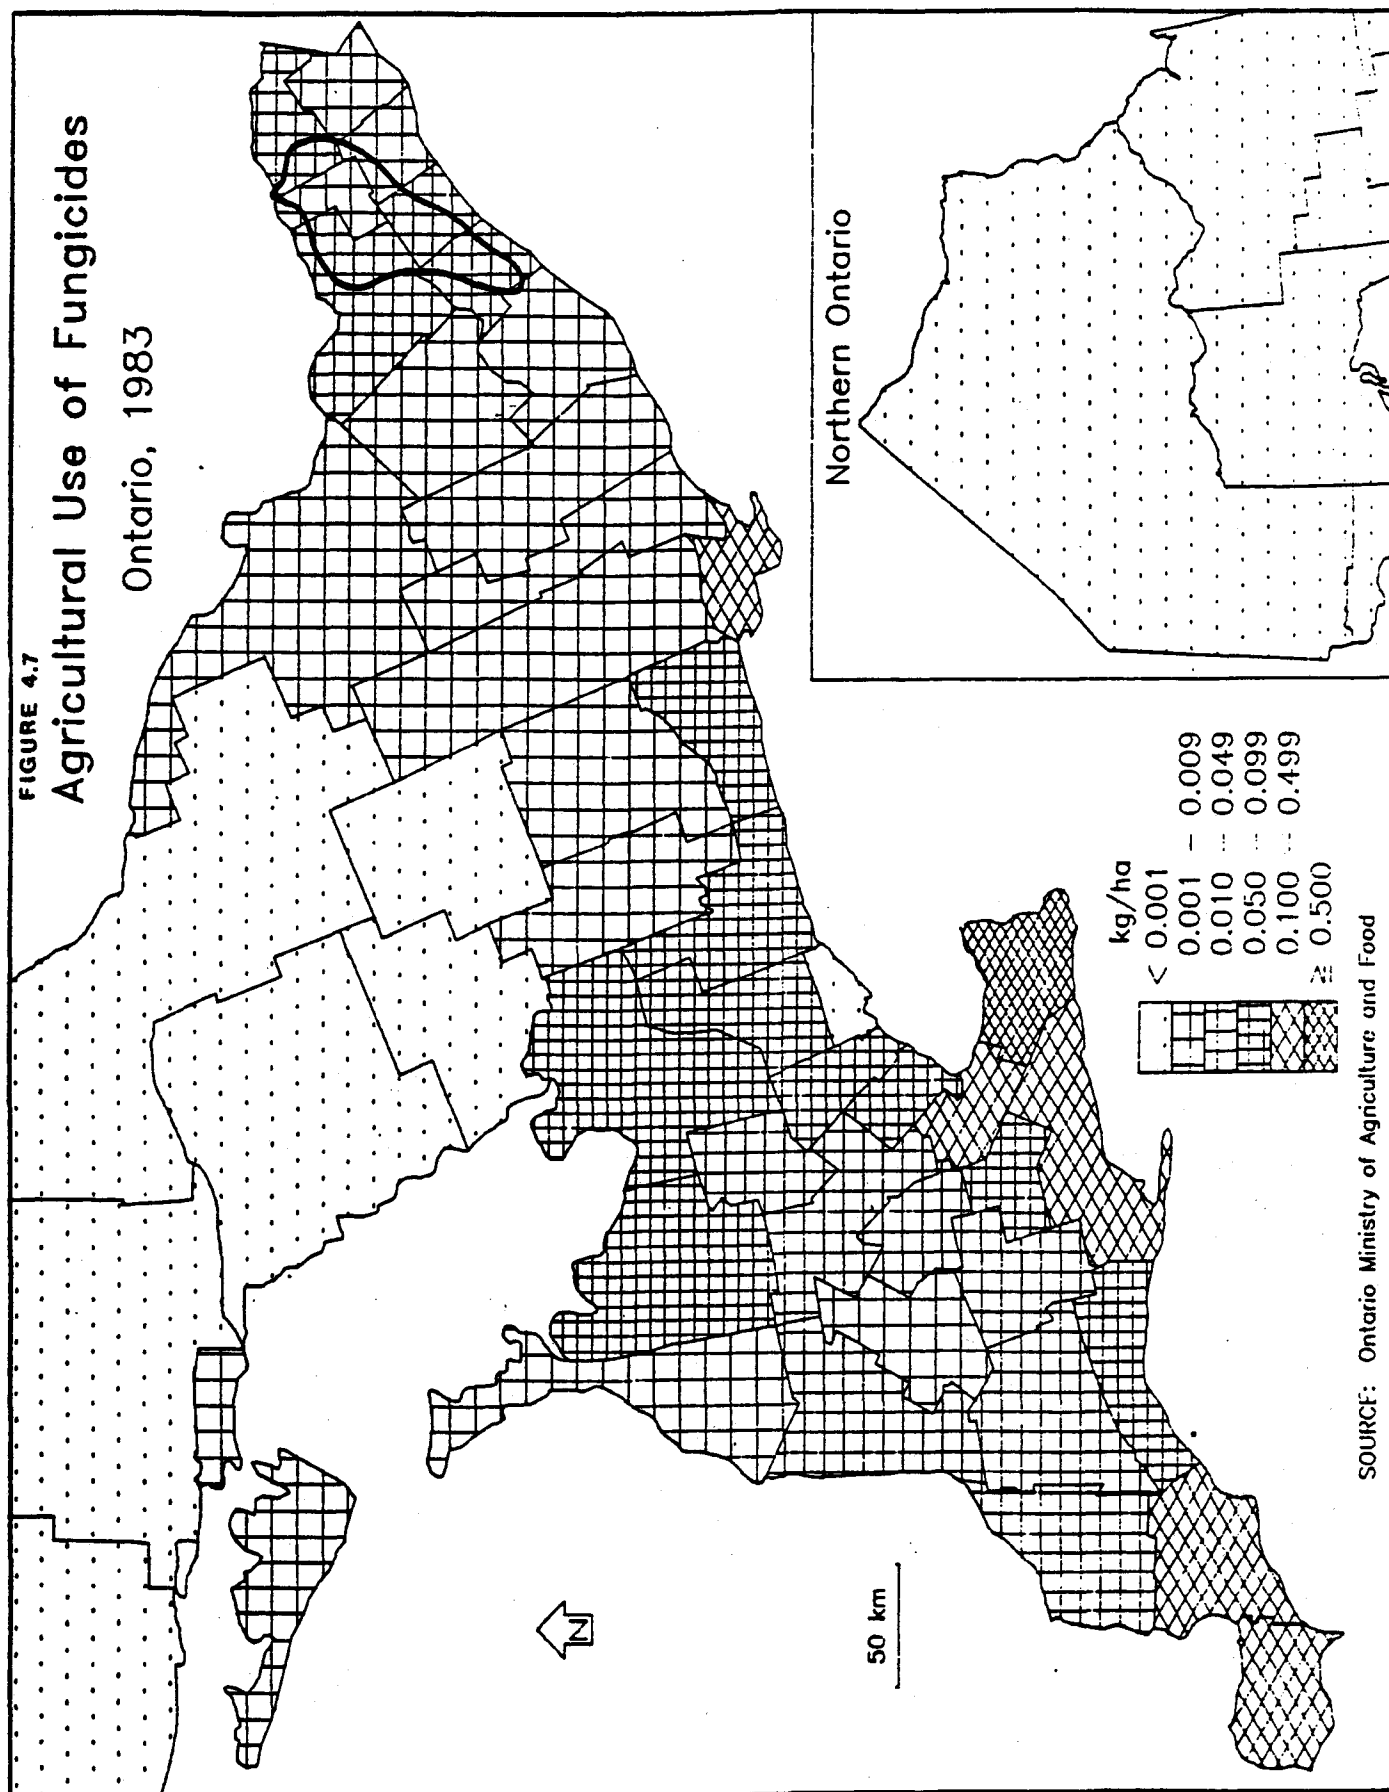 FIGURE 4.7
Agricultural Use of Fungicides
Ontario, 1983
Northern Ontario
N
50 km
kg/ha
< 0.001
0.001 – 0.009
0.010 – 0.049
0.050 – 0.099
0.100 – 0.499
≥ 0.500
SOURCE: Ontario Ministry of Agriculture and Food